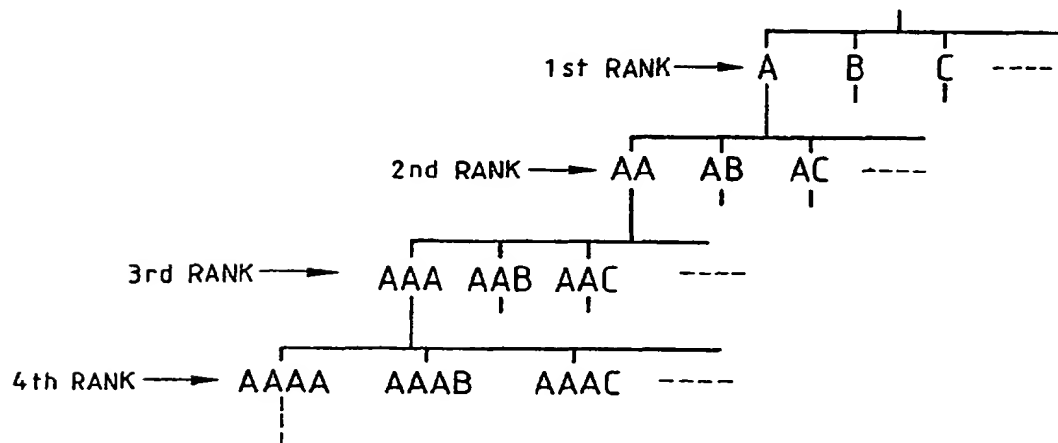 1st RANK A B C ----
2nd RANK AA AB AC ----
3rd RANK AAA AAB AAC ----
4th RANK AAAA AAAB AAAC ----